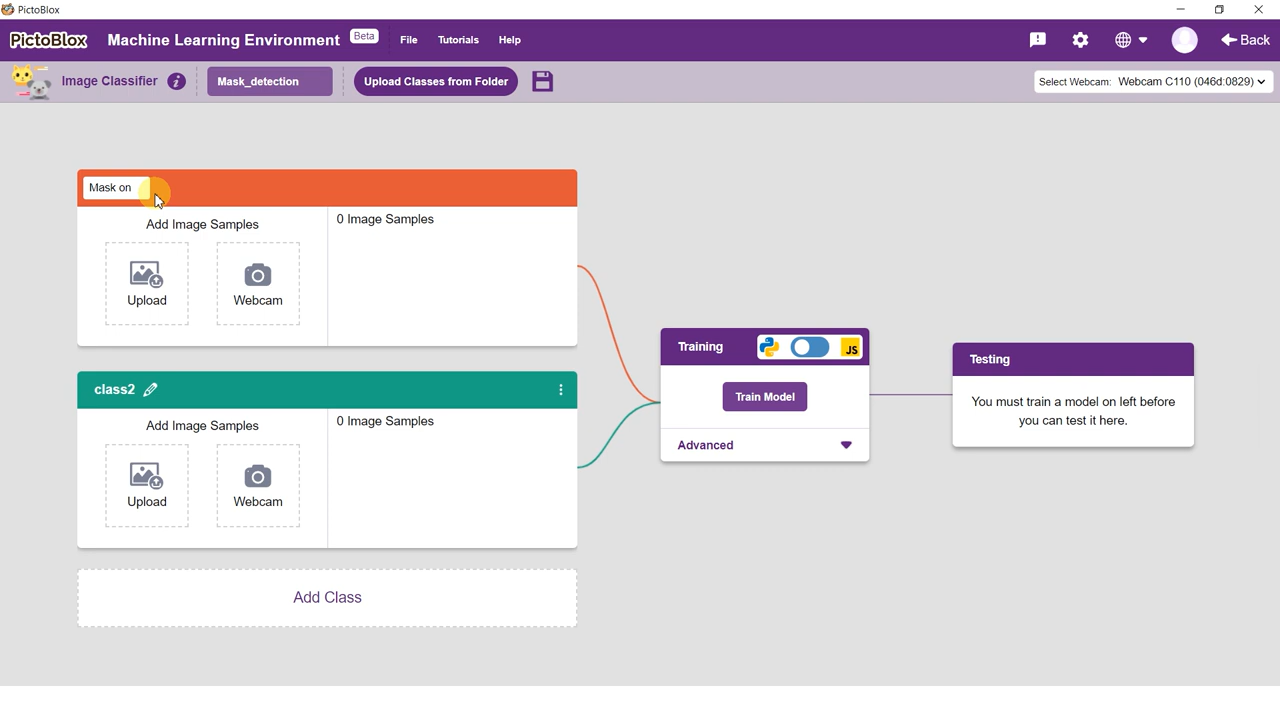 PictoBlox
PictoBlox Machine Learning Environment Beta File Tutorials Help Back
Image Classifier i Mask_detection Upload Classes from Folder Select Webcam: Webcam C110 (046d:0829)
Mask on
Add Image Samples
0 Image Samples
Upload Webcam
class2
Add Image Samples
0 Image Samples
Upload Webcam
Add Class
Training JS
Train Model
Advanced
Testing
You must train a model on left before
you can test it here.